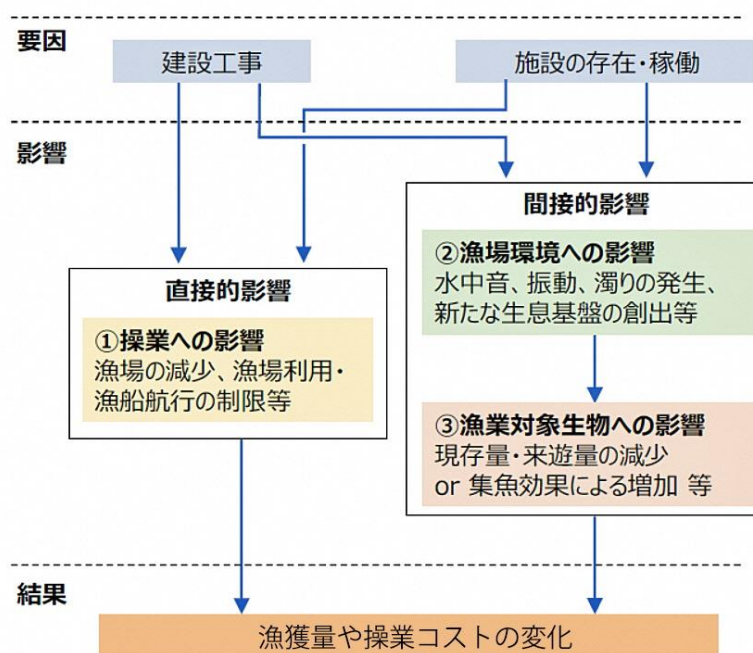 要因
建設工事
施設の存在・稼働
影響
間接的影響
②漁場環境への影響
水中音、振動、濁りの発生、
新たな生息基盤の創出等
直接的影響
①操業への影響
漁場の減少、漁場利用・
漁船航行の制限等
③漁業対象生物への影響
現存量・来遊量の減少
or 集魚効果による増加 等
結果
漁獲量や操業コストの変化